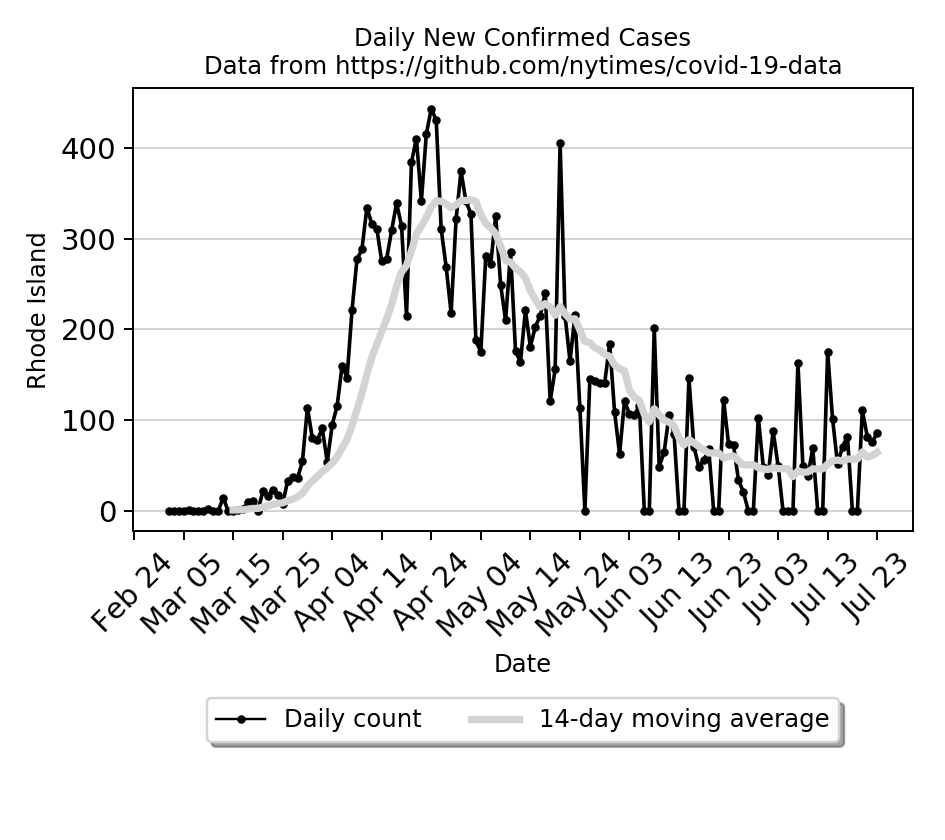 Daily New Confirmed Cases
Data from https://github.com/nytimes/covid-19-data
Rhode Island
400
300
200
100
0
Feb 24
Mar 05
Mar 15
Mar 25
Apr 04
Apr 14
Apr 24
May 04
May 14
May 24
Jun 03
Jun 13
Jun 23
Jul 03
Jul 13
Jul 23
Date
Daily count
14-day moving average